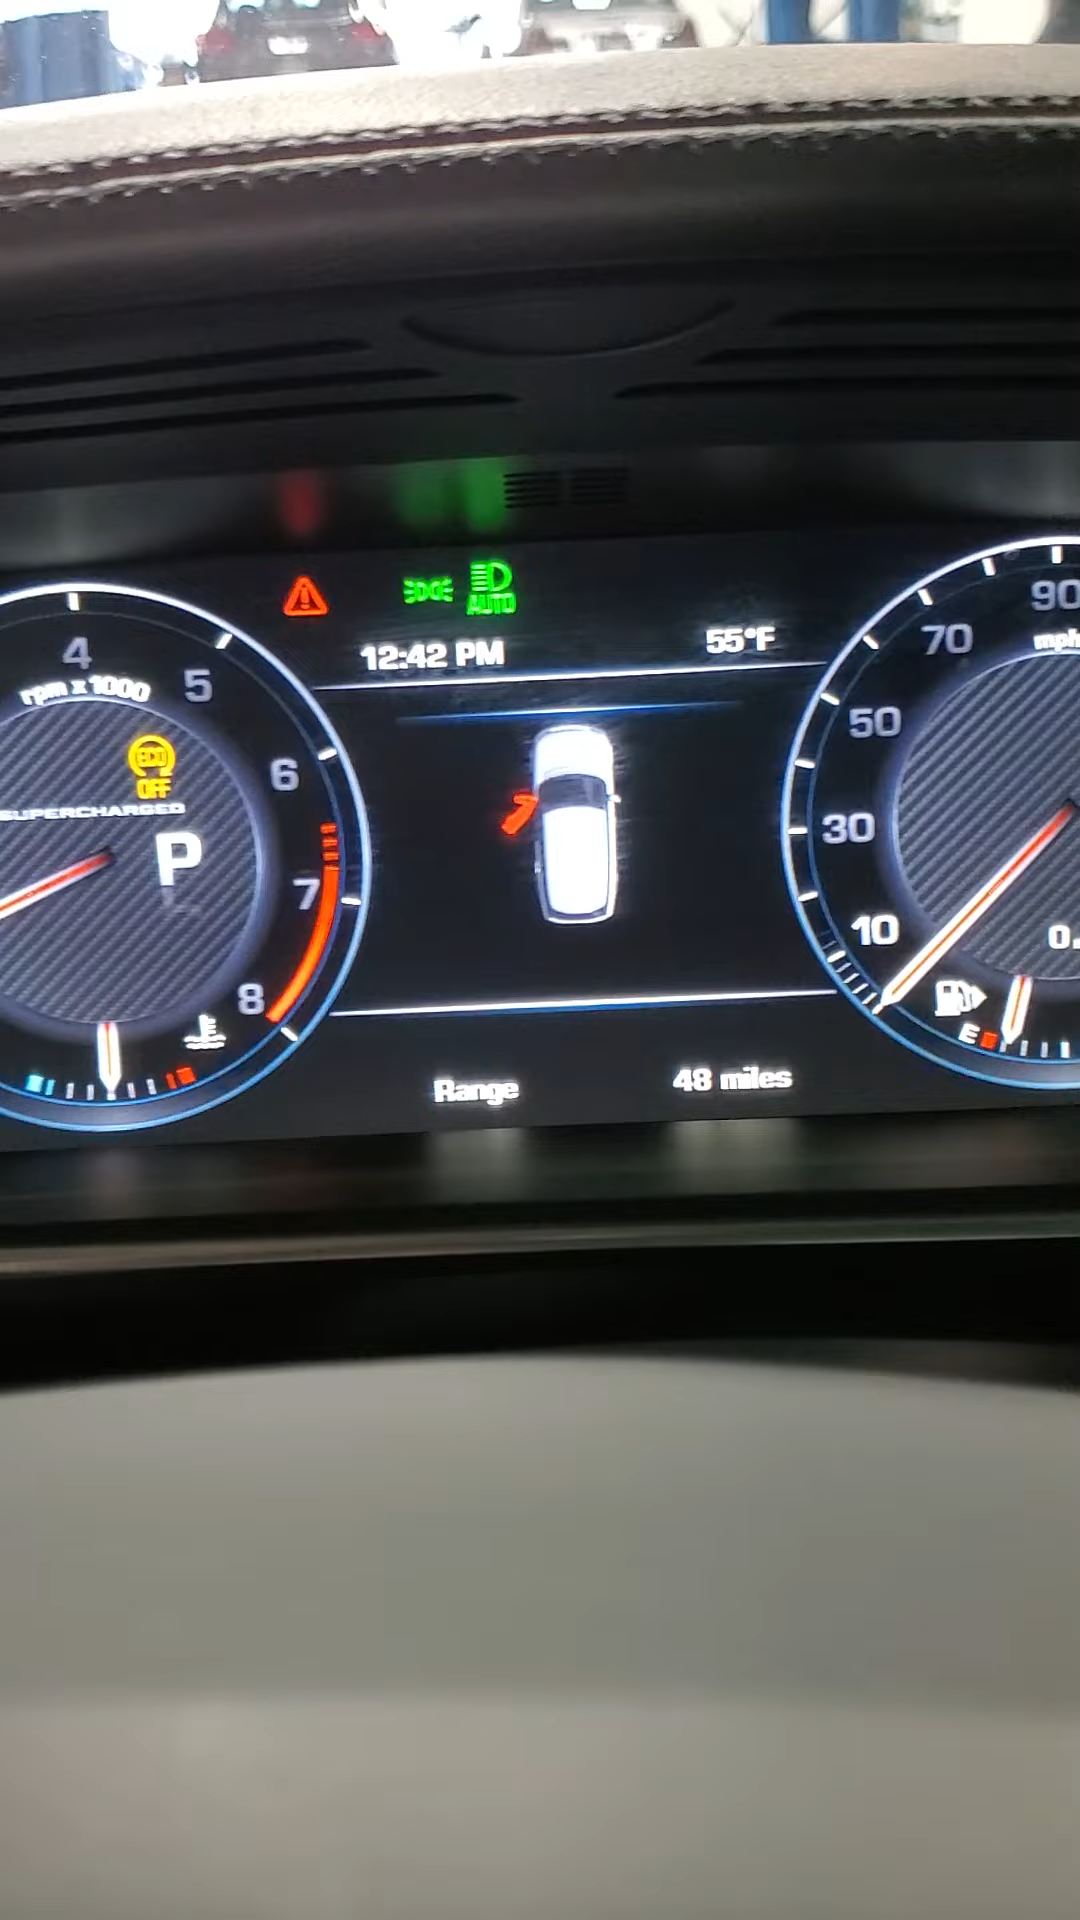 AUTO
12:42 PM
55°F
4
5
6
7
8
rpm x 1000
ECO
OFF
SUPERCHARGED
P
90
mph
70
50
30
10
0.
E
Range
48 miles